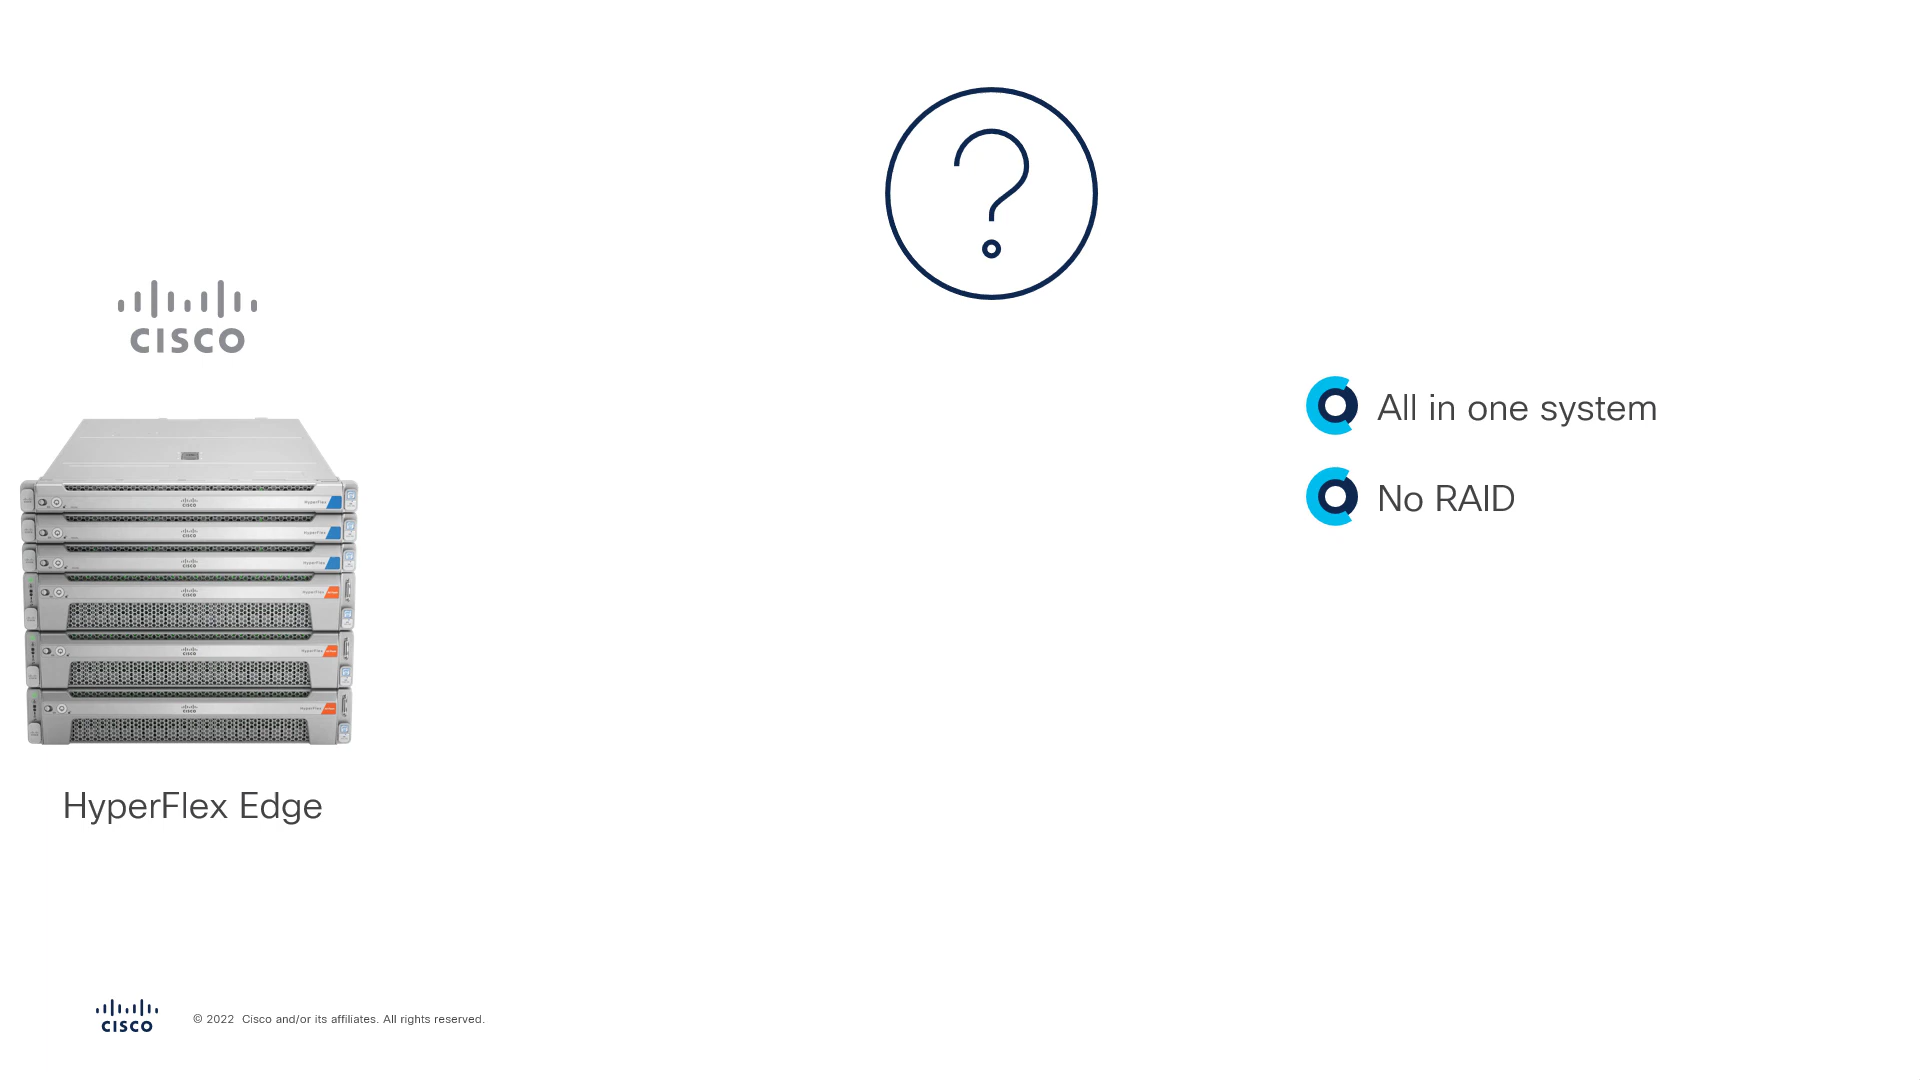 CISCO
All in one system
No RAID
HyperFlex Edge
CISCO
© 2022 Cisco and/or its affiliates. All rights reserved.